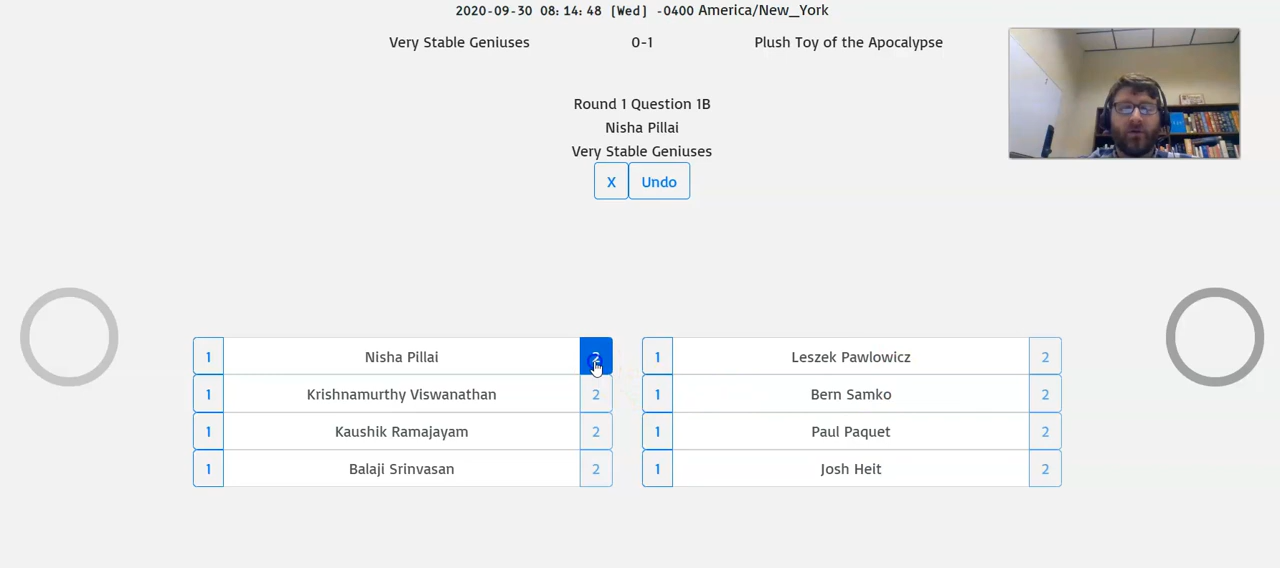 2020-09-30 08:14:48 [Wed] -0400 America/New_York
Very Stable Geniuses 0-1 Plush Toy of the Apocalypse
Round 1 Question 1B
Nisha Pillai
Very Stable Geniuses
X Undo
1 Nisha Pillai 2 1 Leszek Pawlowicz 2
1 Krishnamurthy Viswanathan 2 1 Bern Samko 2
1 Kaushik Ramajayam 2 1 Paul Paquet 2
1 Balaji Srinvasan 2 1 Josh Heit 2